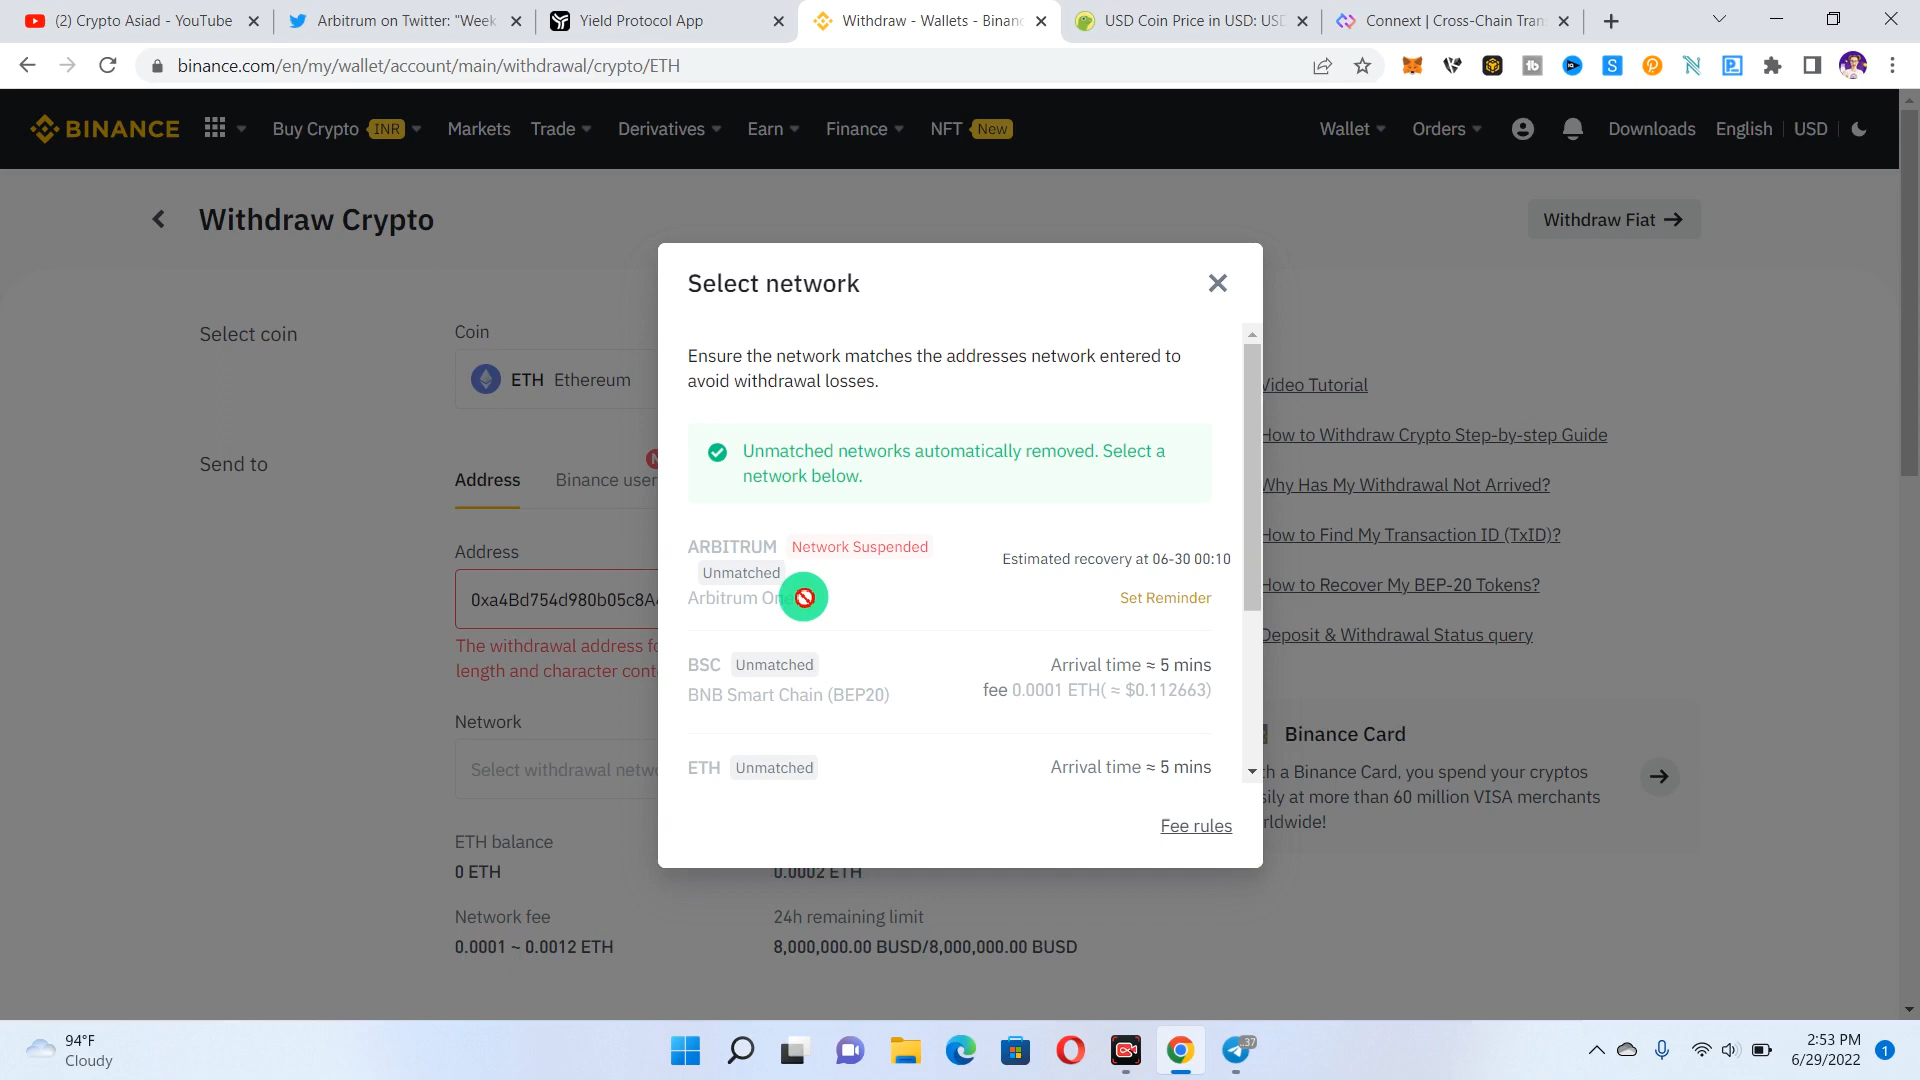 (2) Crypto Asiad - YouTube
Arbitrum on Twitter: "Week
Yield Protocol App
Withdraw - Wallets - Binanc
USD Coin Price in USD: USD
Connext | Cross-Chain Tran
binance.com/en/my/wallet/account/main/withdrawal/crypto/ETH
BINANCE
Buy Crypto INR
Markets
Trade
Derivatives
Earn
Finance
NFT New
Wallet
Orders
Downloads
English
USD
Withdraw Crypto
Withdraw Fiat →
Select network
Ensure the network matches the addresses network entered to
avoid withdrawal losses.
Unmatched networks automatically removed. Select a
network below.
ARBITRUM Network Suspended
Unmatched
Arbitrum One
Estimated recovery at 06-30 00:10
Set Reminder
BSC Unmatched
BNB Smart Chain (BEP20)
Arrival time ≈ 5 mins
fee 0.0001 ETH( ≈ $0.112663)
ETH Unmatched
Arrival time ≈ 5 mins
Fee rules
Select coin
Coin
ETH Ethereum
Send to
Address
Binance user
Address
0xa4Bd754d980b05c8A
The withdrawal address fo
length and character cont
Network
Select withdrawal netw
ETH balance
0 ETH
0.0002 ETH
Network fee
0.0001 ~ 0.0012 ETH
24h remaining limit
8,000,000.00 BUSD/8,000,000.00 BUSD
Video Tutorial
How to Withdraw Crypto Step-by-step Guide
Why Has My Withdrawal Not Arrived?
How to Find My Transaction ID (TxID)?
How to Recover My BEP-20 Tokens?
Deposit & Withdrawal Status query
Binance Card
h a Binance Card, you spend your cryptos
sily at more than 60 million VISA merchants
rldwide!
94°F
Cloudy
37
2:53 PM
6/29/2022
1